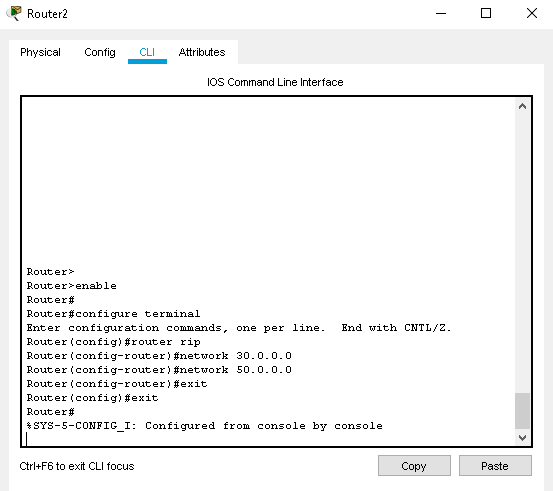 Router2
Physical Config CLI Attributes
IOS Command Line Interface
Router>
Router>enable
Router#
Router#configure terminal
Enter configuration commands, one per line.  End with CNTL/Z.
Router(config)#router rip
Router(config-router)#network 30.0.0.0
Router(config-router)#network 50.0.0.0
Router(config-router)#exit
Router(config)#exit
Router#
%SYS-5-CONFIG_I: Configured from console by console
Ctrl+F6 to exit CLI focus
Copy Paste